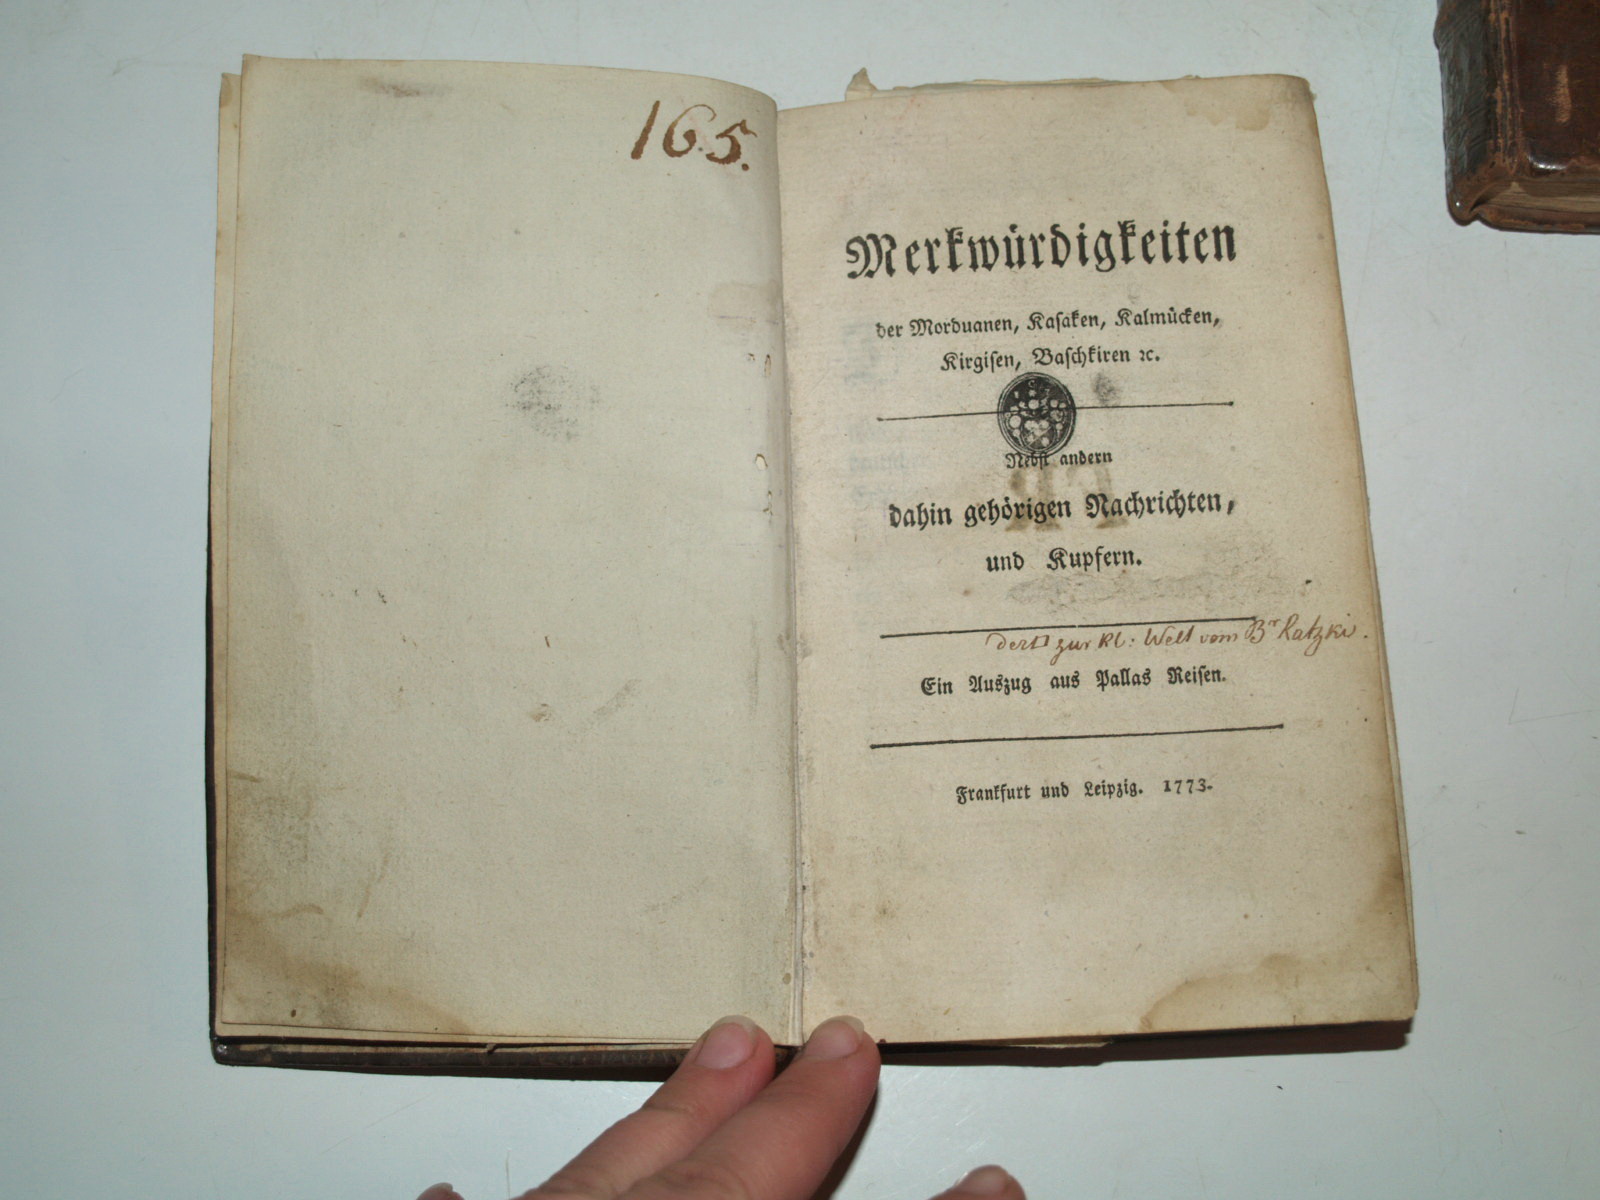 165.
Merkwürdigkeiten
der Morduanen, Kasaken, Kalmücken,
Kirgisen, Baschkiren ꝛc.
Nebst andern
dahin gehörigen Nachrichten,
und Kupfern.
zur Kl: Welt vom Br Ratzki.
Ein Auszug aus Pallas Reisen.
Frankfurt und Leipzig. 1773.